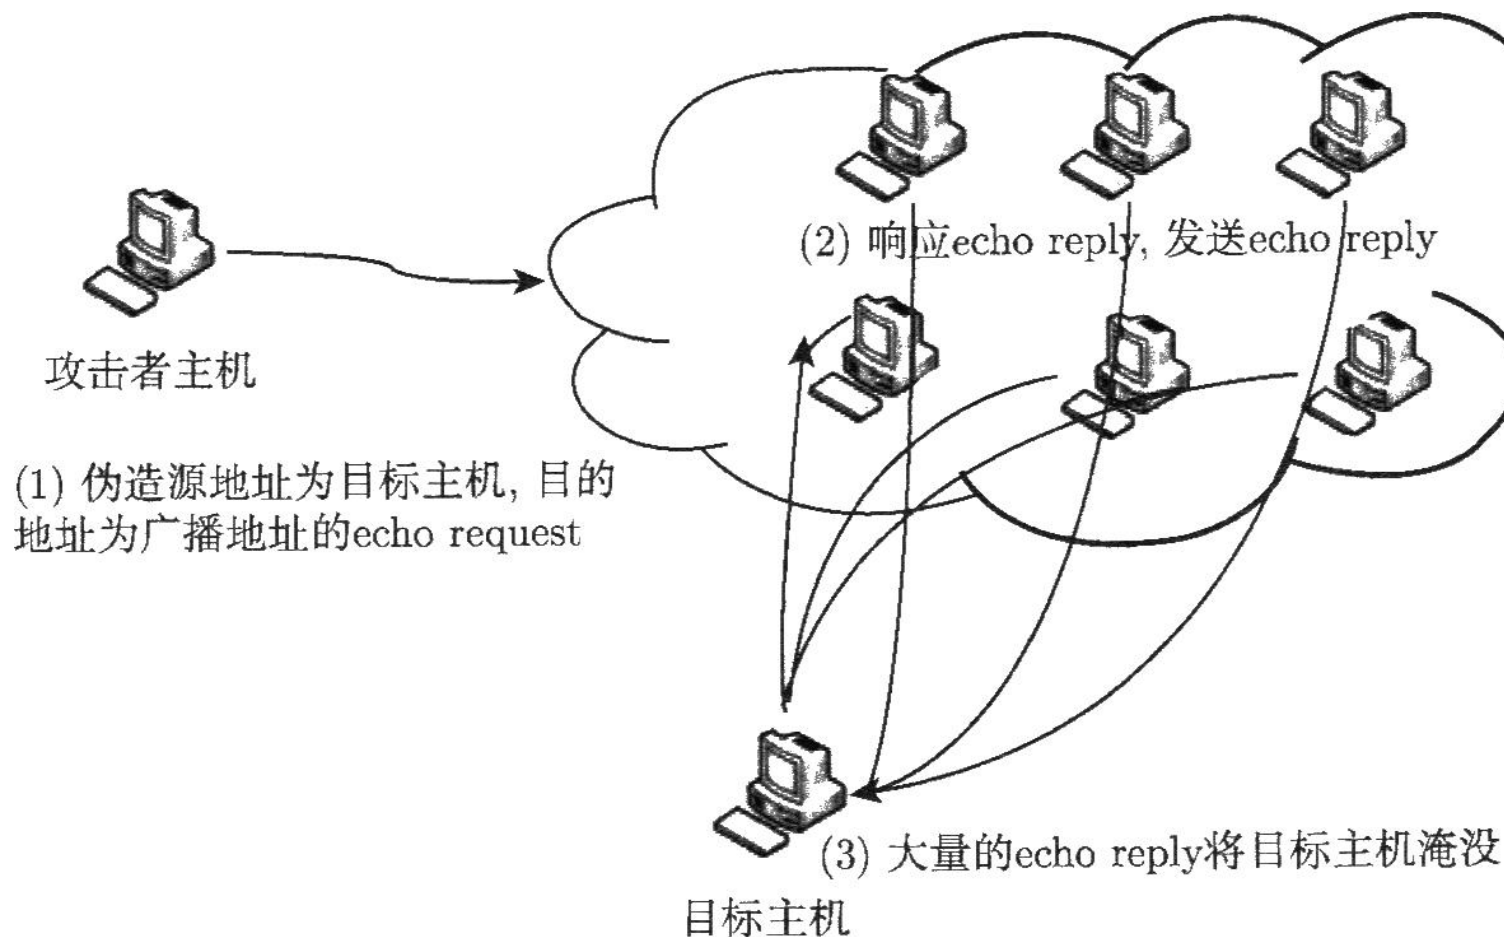 (2) 响应echo reply, 发送echo reply
攻击者主机
(1) 伪造源地址为目标主机, 目的
地址为广播地址的echo request
(3) 大量的echo reply将目标主机淹没
目标主机